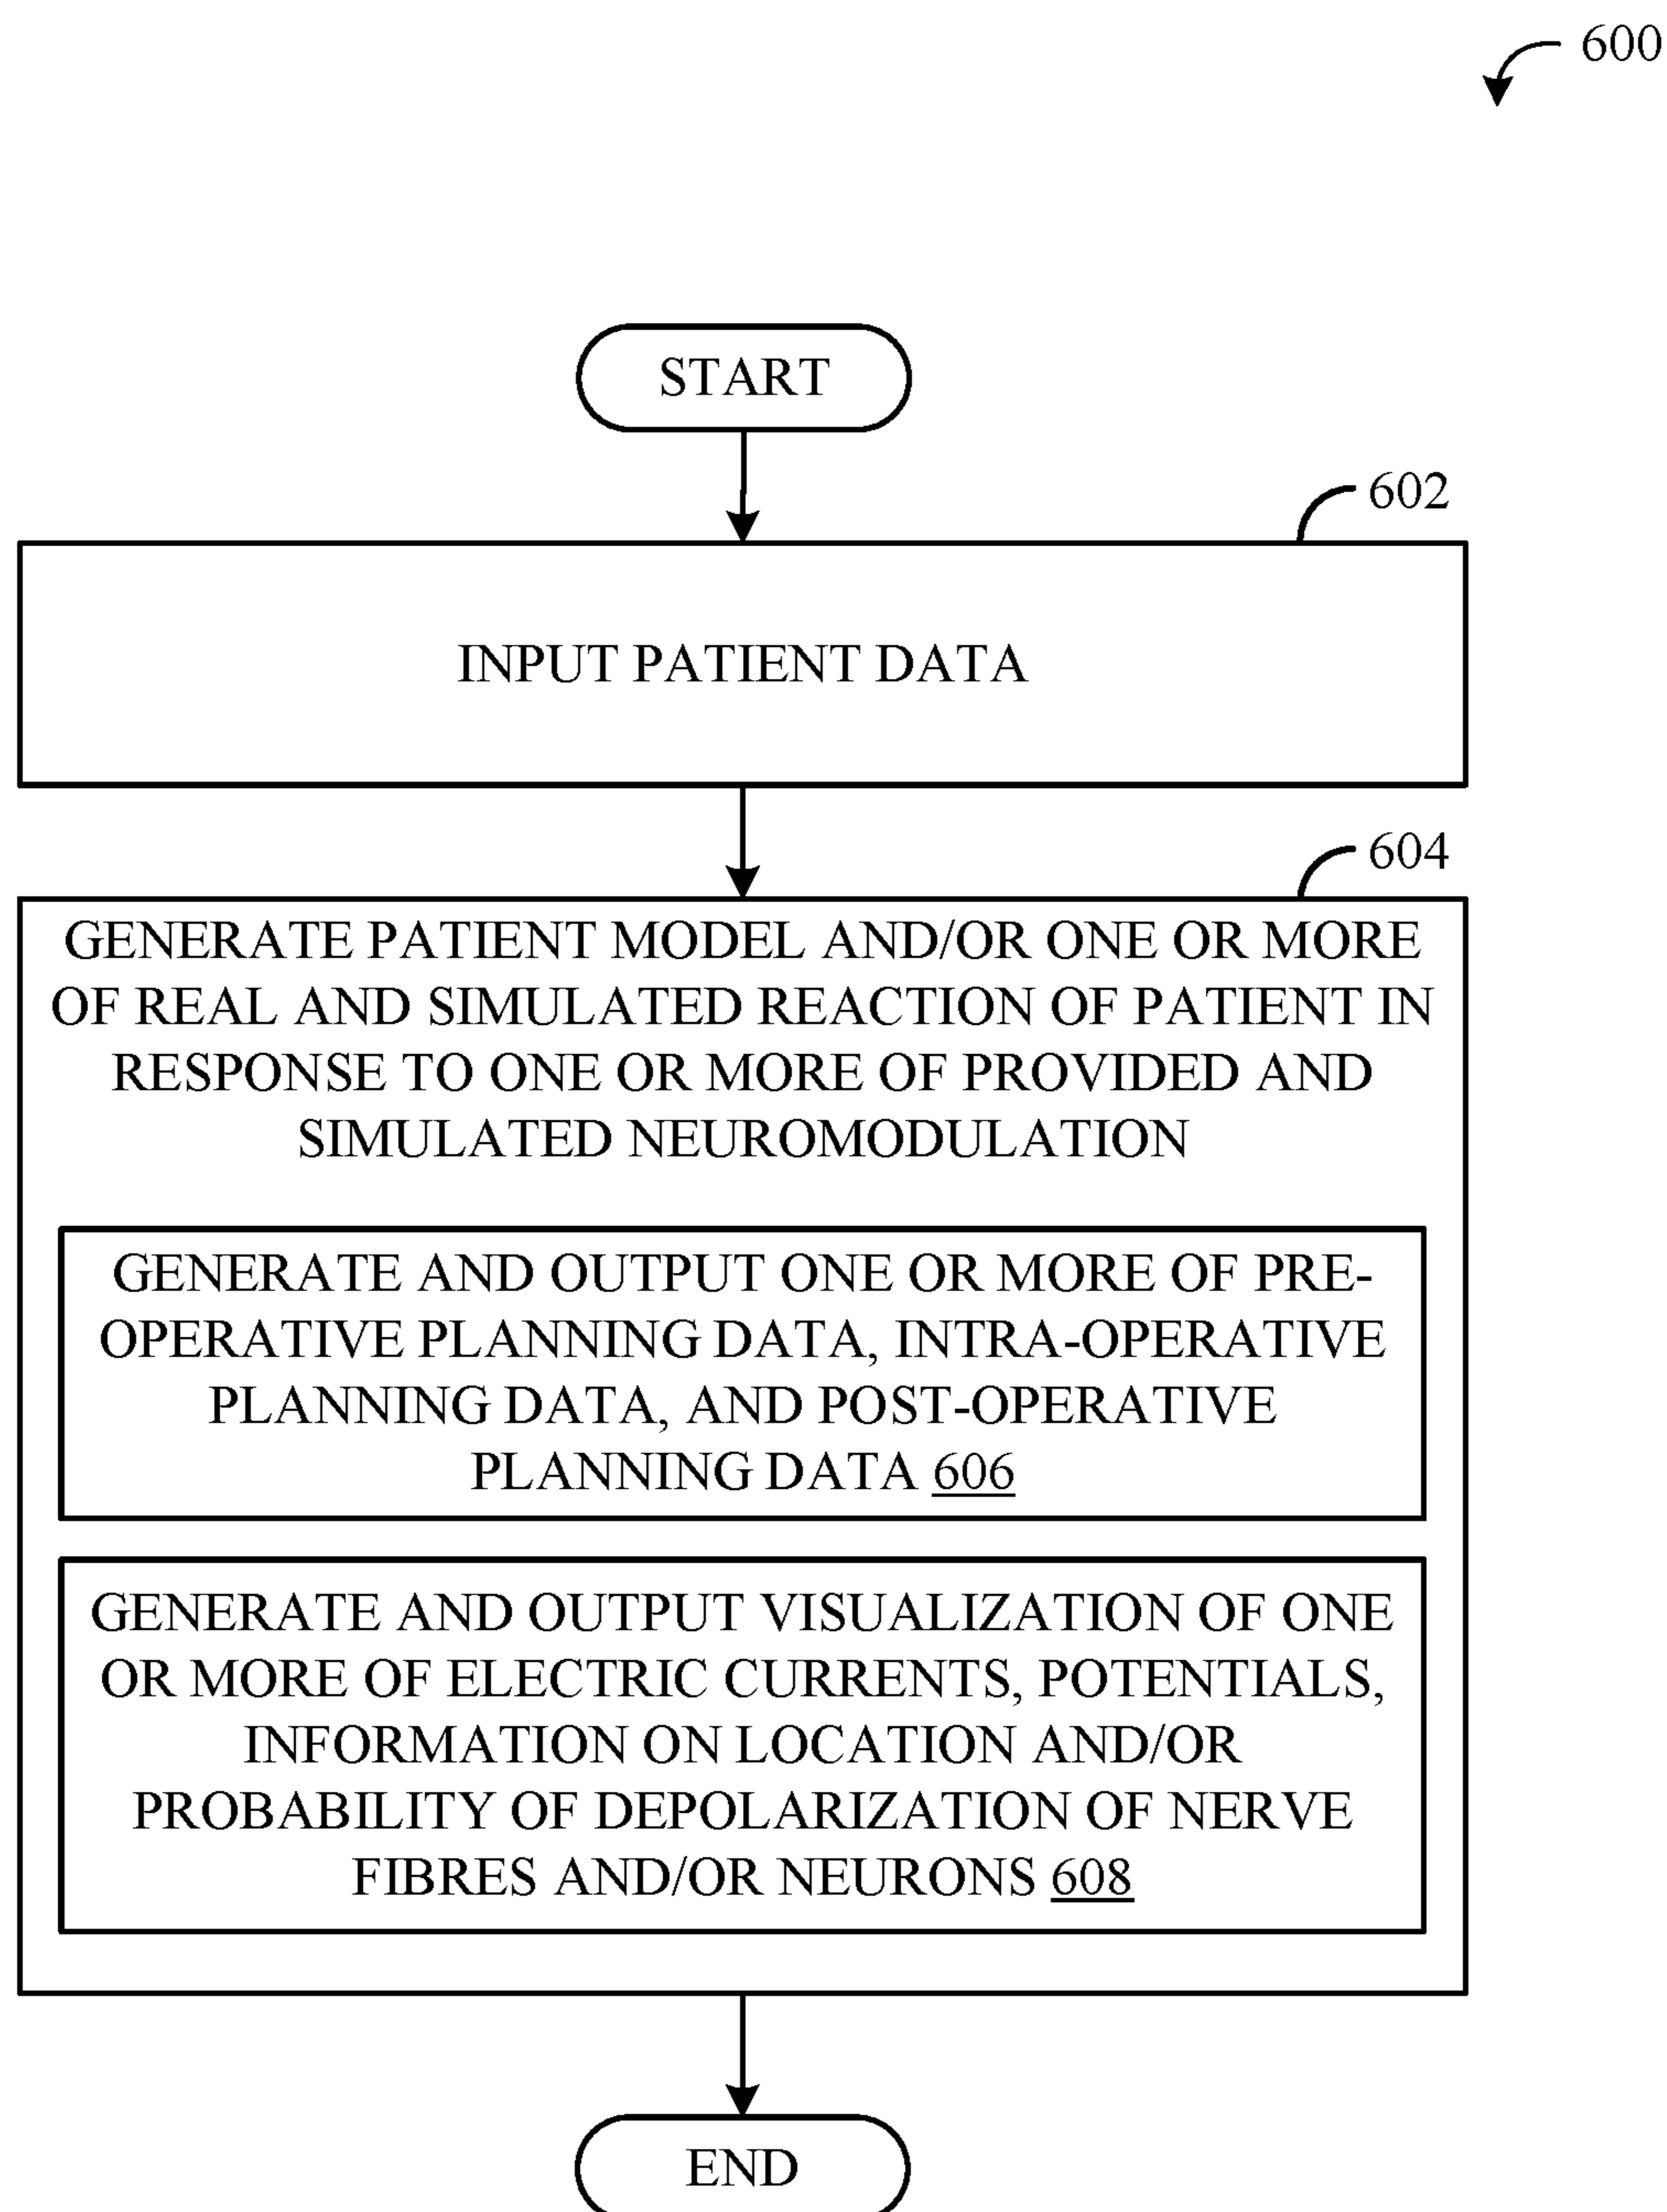 600
START
602
INPUT PATIENT DATA
604
GENERATE PATIENT MODEL AND/OR ONE OR MORE
OF REAL AND SIMULATED REACTION OF PATIENT IN
RESPONSE TO ONE OR MORE OF PROVIDED AND
SIMULATED NEUROMODULATION
GENERATE AND OUTPUT ONE OR MORE OF PRE-
OPERATIVE PLANNING DATA, INTRA-OPERATIVE
PLANNING DATA, AND POST-OPERATIVE
PLANNING DATA 606
GENERATE AND OUTPUT VISUALIZATION OF ONE
OR MORE OF ELECTRIC CURRENTS, POTENTIALS,
INFORMATION ON LOCATION AND/OR
PROBABILITY OF DEPOLARIZATION OF NERVE
FIBRES AND/OR NEURONS 608
END